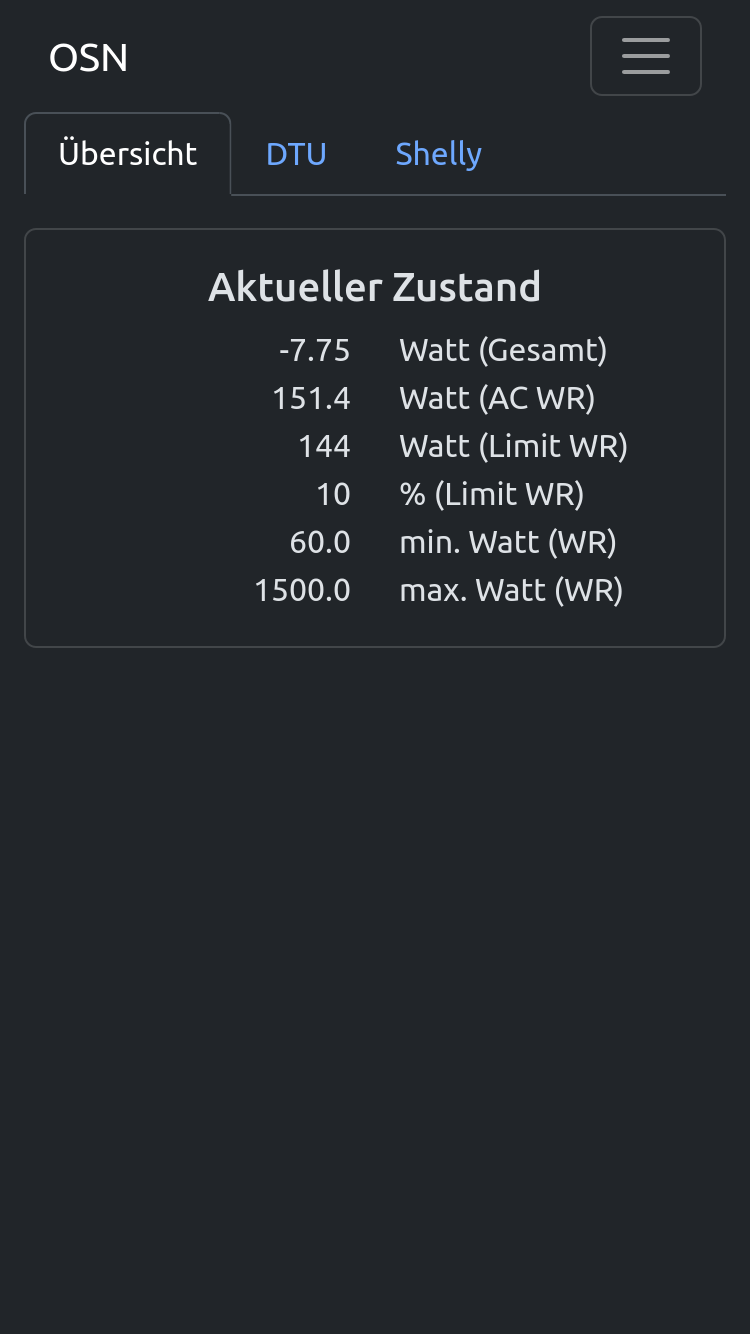 OSN
Übersicht DTU Shelly
Aktueller Zustand
-7.75 Watt (Gesamt)
151.4 Watt (AC WR)
144 Watt (Limit WR)
10 % (Limit WR)
60.0 min. Watt (WR)
1500.0 max. Watt (WR)